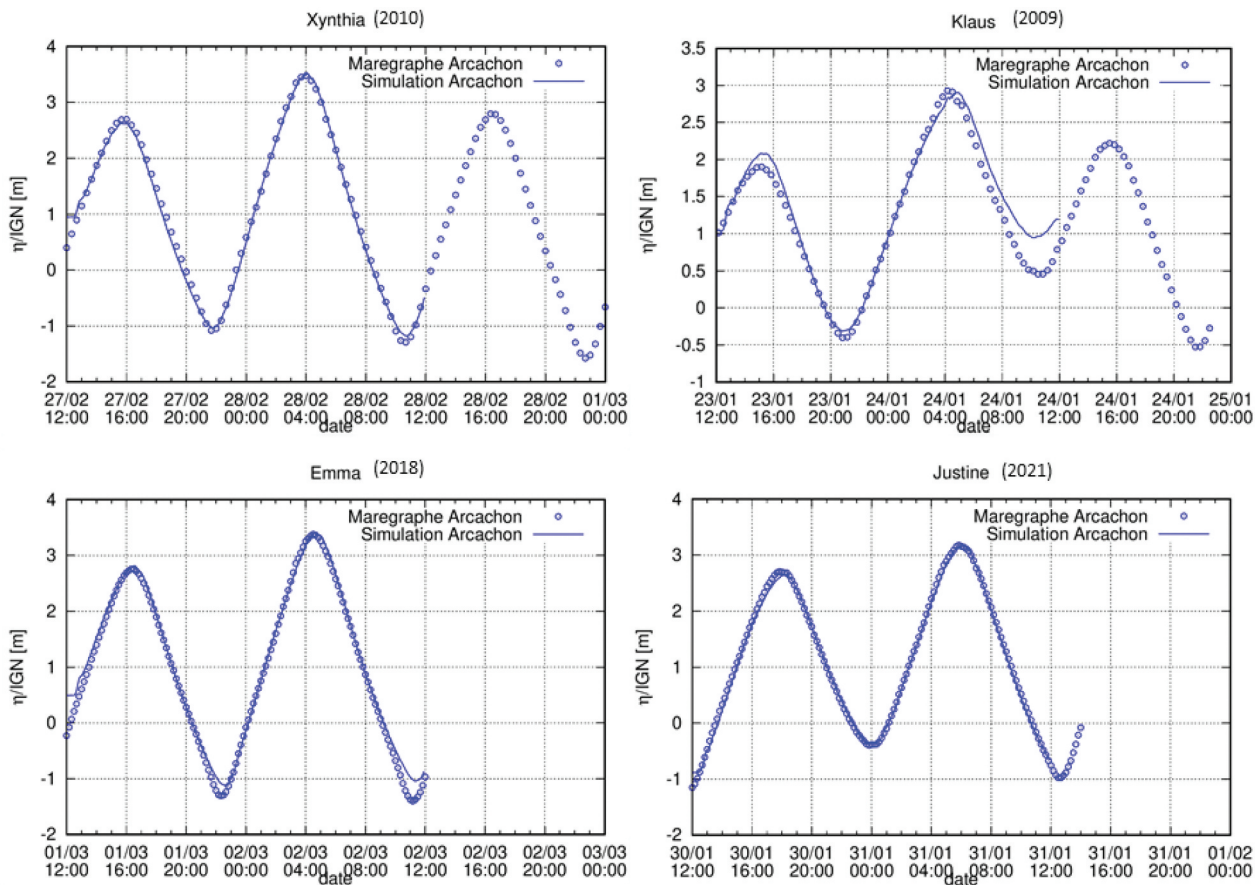 Xynthia (2010)
4
3
2
1
0
-1
-2
η/IGN [m]
Maregraphe Arcachon
Simulation Arcachon
27/02 27/02 27/02 28/02 28/02 28/02 28/02 28/02 28/02 01/03
12:00 16:00 20:00 00:00 04:00 08:00 12:00 16:00 20:00 00:00
date
Klaus (2009)
3.5
3
2.5
2
1.5
1
0.5
0
-0.5
-1
η/IGN [m]
Maregraphe Arcachon
Simulation Arcachon
23/01 23/01 23/01 24/01 24/01 24/01 24/01 24/01 24/01 25/01
12:00 16:00 20:00 00:00 04:00 08:00 12:00 16:00 20:00 00:00
date
Emma (2018)
4
3
2
1
0
-1
-2
η/IGN [m]
Maregraphe Arcachon
Simulation Arcachon
01/03 01/03 01/03 02/03 02/03 02/03 02/03 02/03 02/03 03/03
12:00 16:00 20:00 00:00 04:00 08:00 12:00 16:00 20:00 00:00
date
Justine (2021)
4
3
2
1
0
-1
-2
η/IGN [m]
Maregraphe Arcachon
Simulation Arcachon
30/01 30/01 30/01 31/01 31/01 31/01 31/01 31/01 31/01 01/02
12:00 16:00 20:00 00:00 04:00 08:00 12:00 16:00 20:00 00:00
date